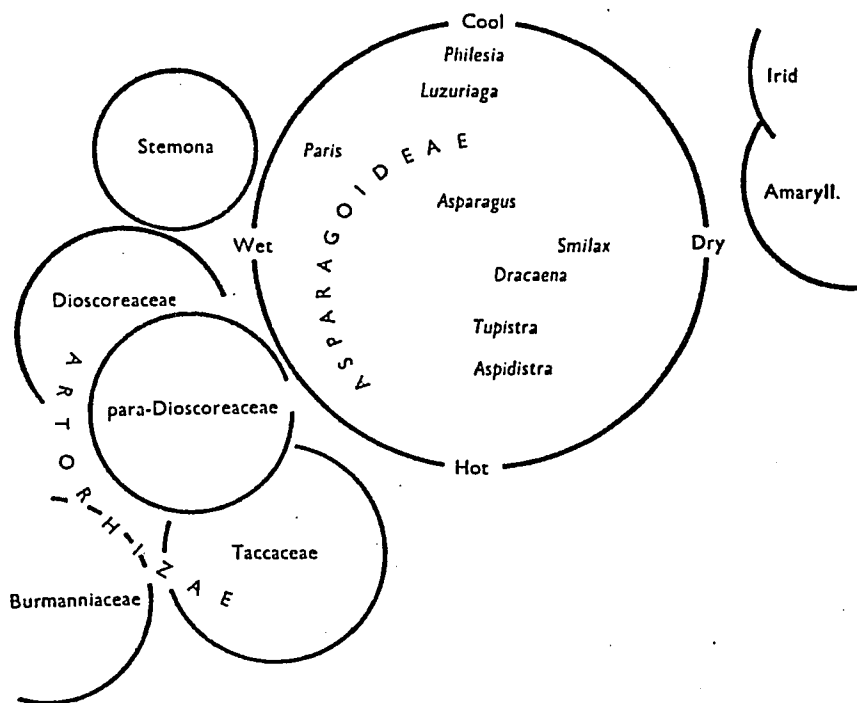 Cool
Philesia
Luzuriaga
Irid
Stemona
Paris
ASPARAGOIDEAE
Amaryll.
Asparagus
Wet
Smilax
Dry
Dracaena
Dioscoreaceae
Tupistra
Aspidistra
para-Dioscoreaceae
ARTORHIZAE
Hot
Taccaceae
Burmanniaceae